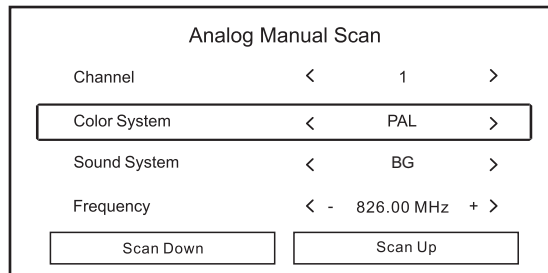 Analog Manual Scan
Channel < 1 >
Color System < PAL >
Sound System < BG >
Frequency < - 826.00 MHz + >
Scan Down Scan Up